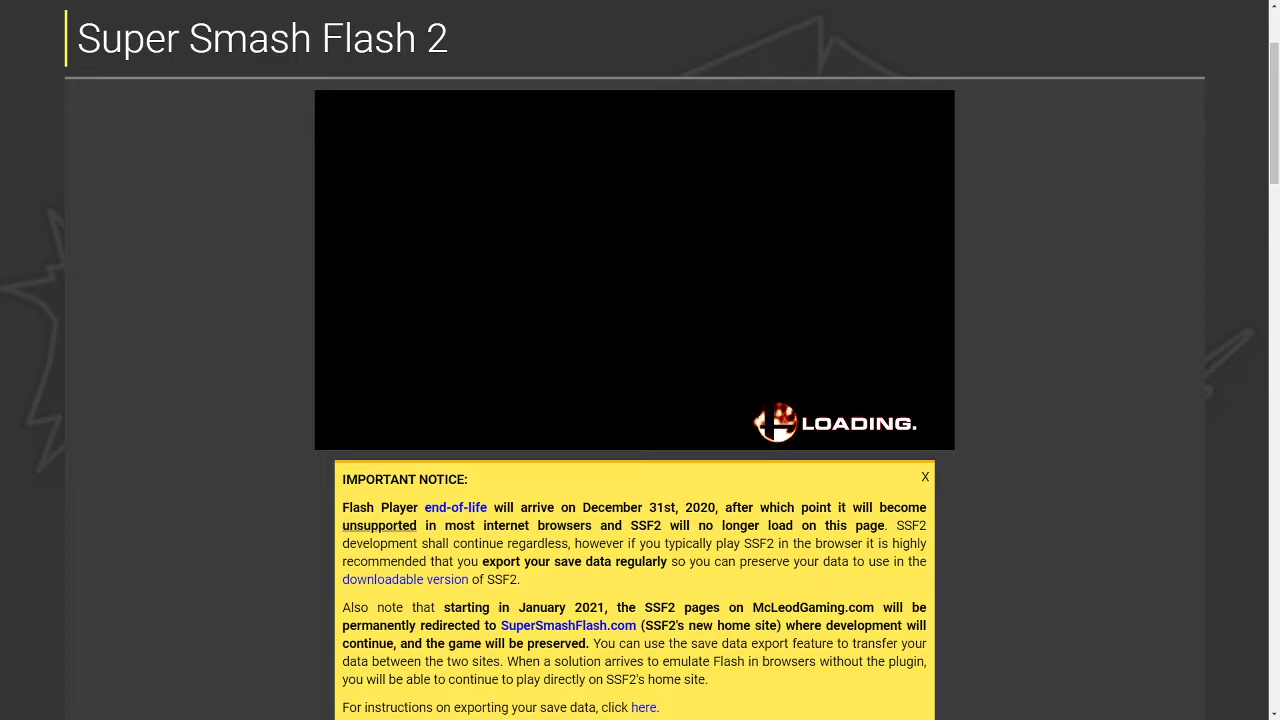 Super Smash Flash 2
LOADING.
IMPORTANT NOTICE:
X
Flash Player end-of-life will arrive on December 31st, 2020, after which point it will become
unsupported in most internet browsers and SSF2 will no longer load on this page. SSF2
development shall continue regardless, however if you typically play SSF2 in the browser it is highly
recommended that you export your save data regularly so you can preserve your data to use in the
downloadable version of SSF2.
Also note that starting in January 2021, the SSF2 pages on McLeodGaming.com will be
permanently redirected to SuperSmashFlash.com (SSF2's new home site) where development will
continue, and the game will be preserved. You can use the save data export feature to transfer your
data between the two sites. When a solution arrives to emulate Flash in browsers without the plugin,
you will be able to continue to play directly on SSF2's home site.
For instructions on exporting your save data, click here.